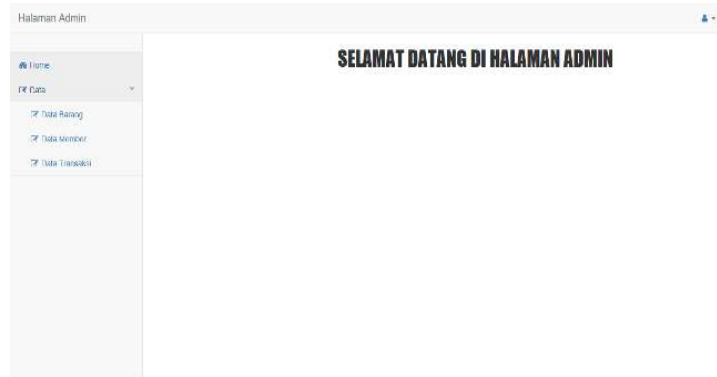 Halaman Admin
SELAMAT DATANG DI HALAMAN ADMIN
Home
Data
Data Barang
Data Member
Data Transaksi